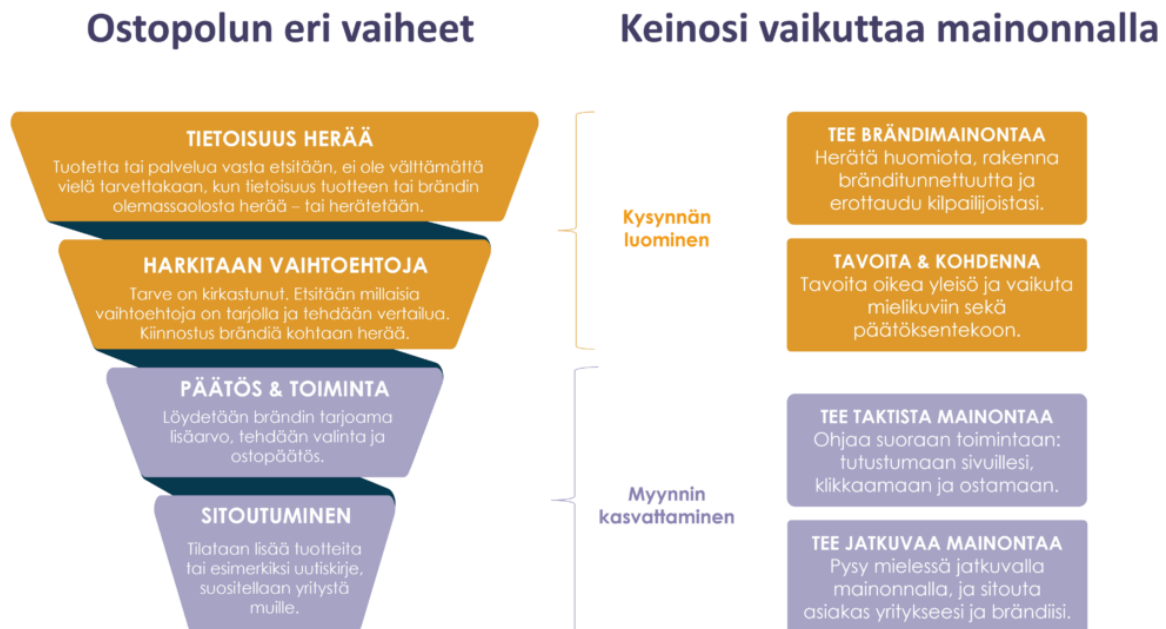 Ostopolun eri vaiheet
Keinosi vaikuttaa mainonnalla
TIETOISUUS HERÄÄ
Tuotetta tai palvelua vasta etsitään, ei ole välttämättä
vielä tarvettakaan, kun tietoisuus tuotteen tai brändin
olemassaolosta herää – tai herätetään.
HARKITAAN VAIHTOEHTOJA
Tarve on kirkastunut. Etsitään millaisia
vaihtoehtoja on tarjolla ja tehdään vertailua.
Kiinnostus brändiä kohtaan herää.
PÄÄTÖS & TOIMINTA
Löydetään brändin tarjoama
lisäarvo, tehdään valinta ja
ostopäätös.
SITOUTUMINEN
Tilataan lisää tuotteita
tai esimerkiksi uutiskirje,
suositellaan yritystä
muille.
Kysynnän
luominen
Myynnin
kasvattaminen
TEE BRÄNDIMAINONTAA
Herätä huomiota, rakenna
bränditunnettuutta ja
erottaudu kilpailijoistasi.
TAVOITA & KOHDENNA
Tavoita oikea yleisö ja vaikuta
mielikuviin sekä
päätöksentekoon.
TEE TAKTISTA MAINONTAA
Ohjaa suoraan toimintaan:
tutustumaan sivuillesi,
klikkaamaan ja ostamaan.
TEE JATKUVAA MAINONTAA
Pysy mielessä jatkuvalla
mainonnalla, ja sitouta
asiakas yritykseesi ja brändiisi.